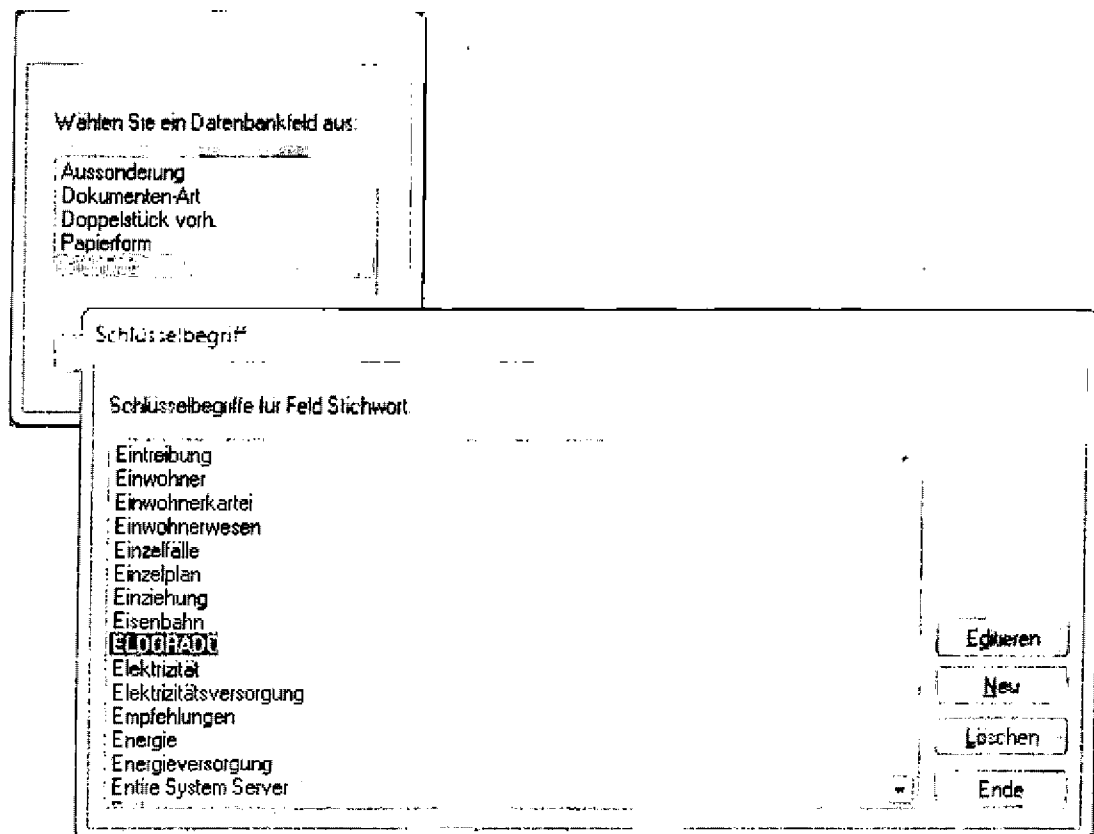 Wählen Sie ein Datenbankfeld aus:
Aussonderung
Dokumenten-Art
Doppelstück vorh.
Papierform
Schlüsselbegriff
Schlüsselbegriffe für Feld Stichwort
Eintreibung
Einwohner
Einwohnerkartei
Einwohnerwesen
Einzelfälle
Einzelplan
Einziehung
Eisenbahn
ELDORADO
Elektrizität
Elektrizitätsversorgung
Empfehlungen
Energie
Energieversorgung
Entire System Server
Editieren
Neu
Löschen
Ende